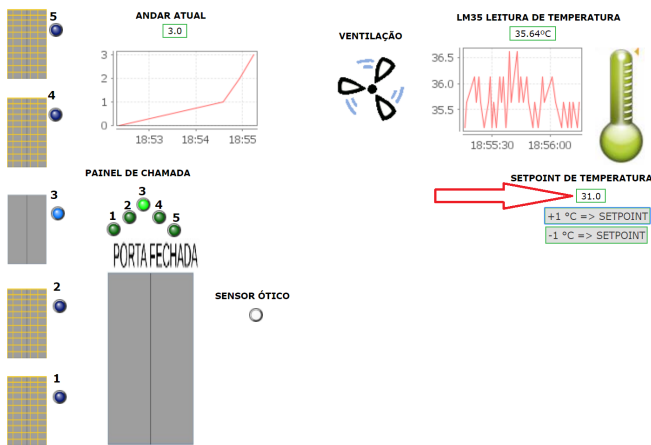 5
ANDAR ATUAL
3.0
3
2
1
0
18:53
18:54
18:55
VENTILAÇÃO
LM35 LEITURA DE TEMPERATURA
35.64ºC
36.5
36.0
35.5
18:55:30
18:56:00
4
PAINEL DE CHAMADA
3
3
2
4
1
5
PORTA FECHADA
SETPOINT DE TEMPERATURA
31.0
+1 °C => SETPOINT
-1 °C => SETPOINT
2
SENSOR ÓTICO
1